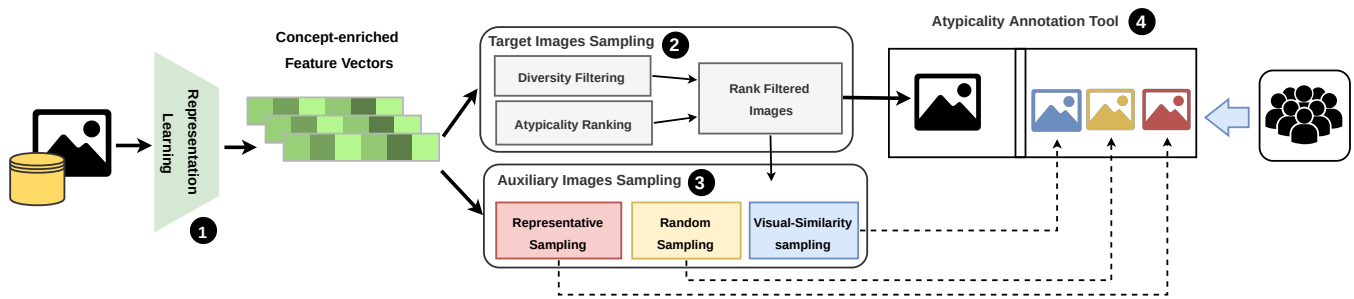 Representation
Learning
1
Concept-enriched
Feature Vectors
Target Images Sampling 2
Diversity Filtering
Atypicality Ranking
Rank Filtered
Images
Auxiliary Images Sampling 3
Representative
Sampling
Random
Sampling
Visual-Similarity
sampling
Atypicality Annotation Tool 4